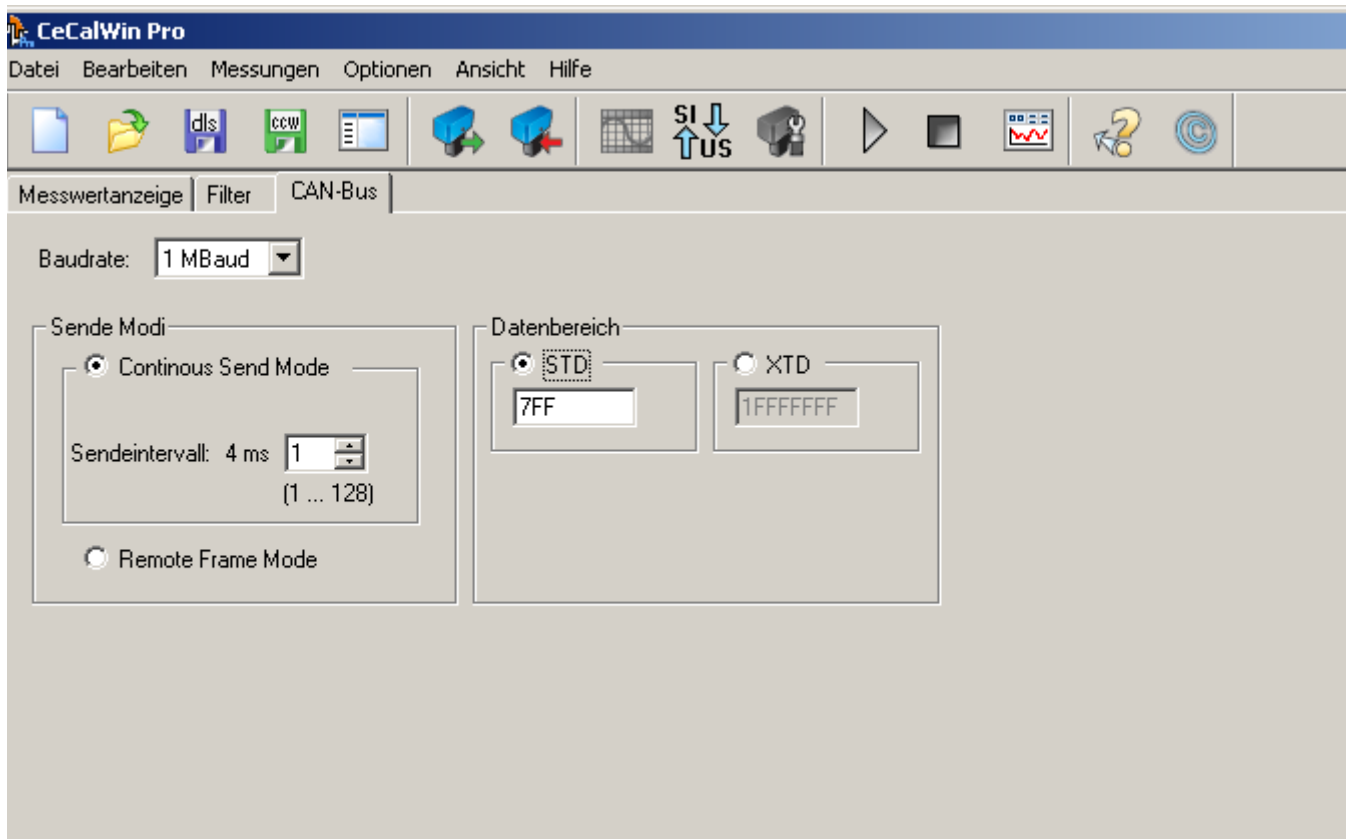 CeCalWin Pro
Datei Bearbeiten Messungen Optionen Ansicht Hilfe
dls ccw SI US ©
Messwertanzeige Filter CAN-Bus
Baudrate: 1 MBaud
Sende Modi
Continous Send Mode
Sendeintervall: 4 ms 1
(1 ... 128)
Remote Frame Mode
Datenbereich
STD
7FF
XTD
1FFFFFFF